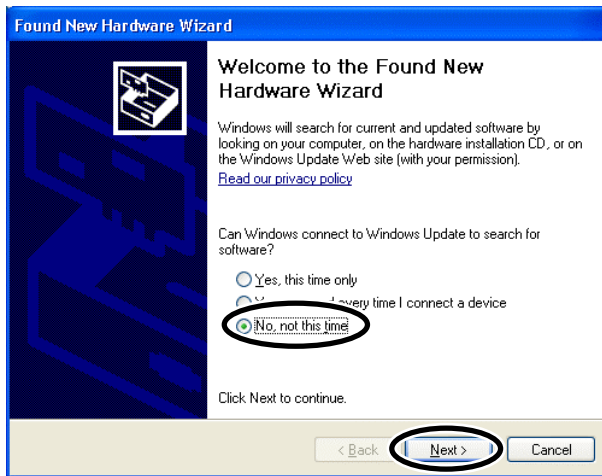 Found New Hardware Wizard
Welcome to the Found New
Hardware Wizard
Windows will search for current and updated software by
looking on your computer, on the hardware installation CD, or on
the Windows Update Web site (with your permission).
Read our privacy policy
Can Windows connect to Windows Update to search for
software?
Yes, this time only
every time I connect a device
No, not this time
Click Next to continue.
< Back
Next >
Cancel